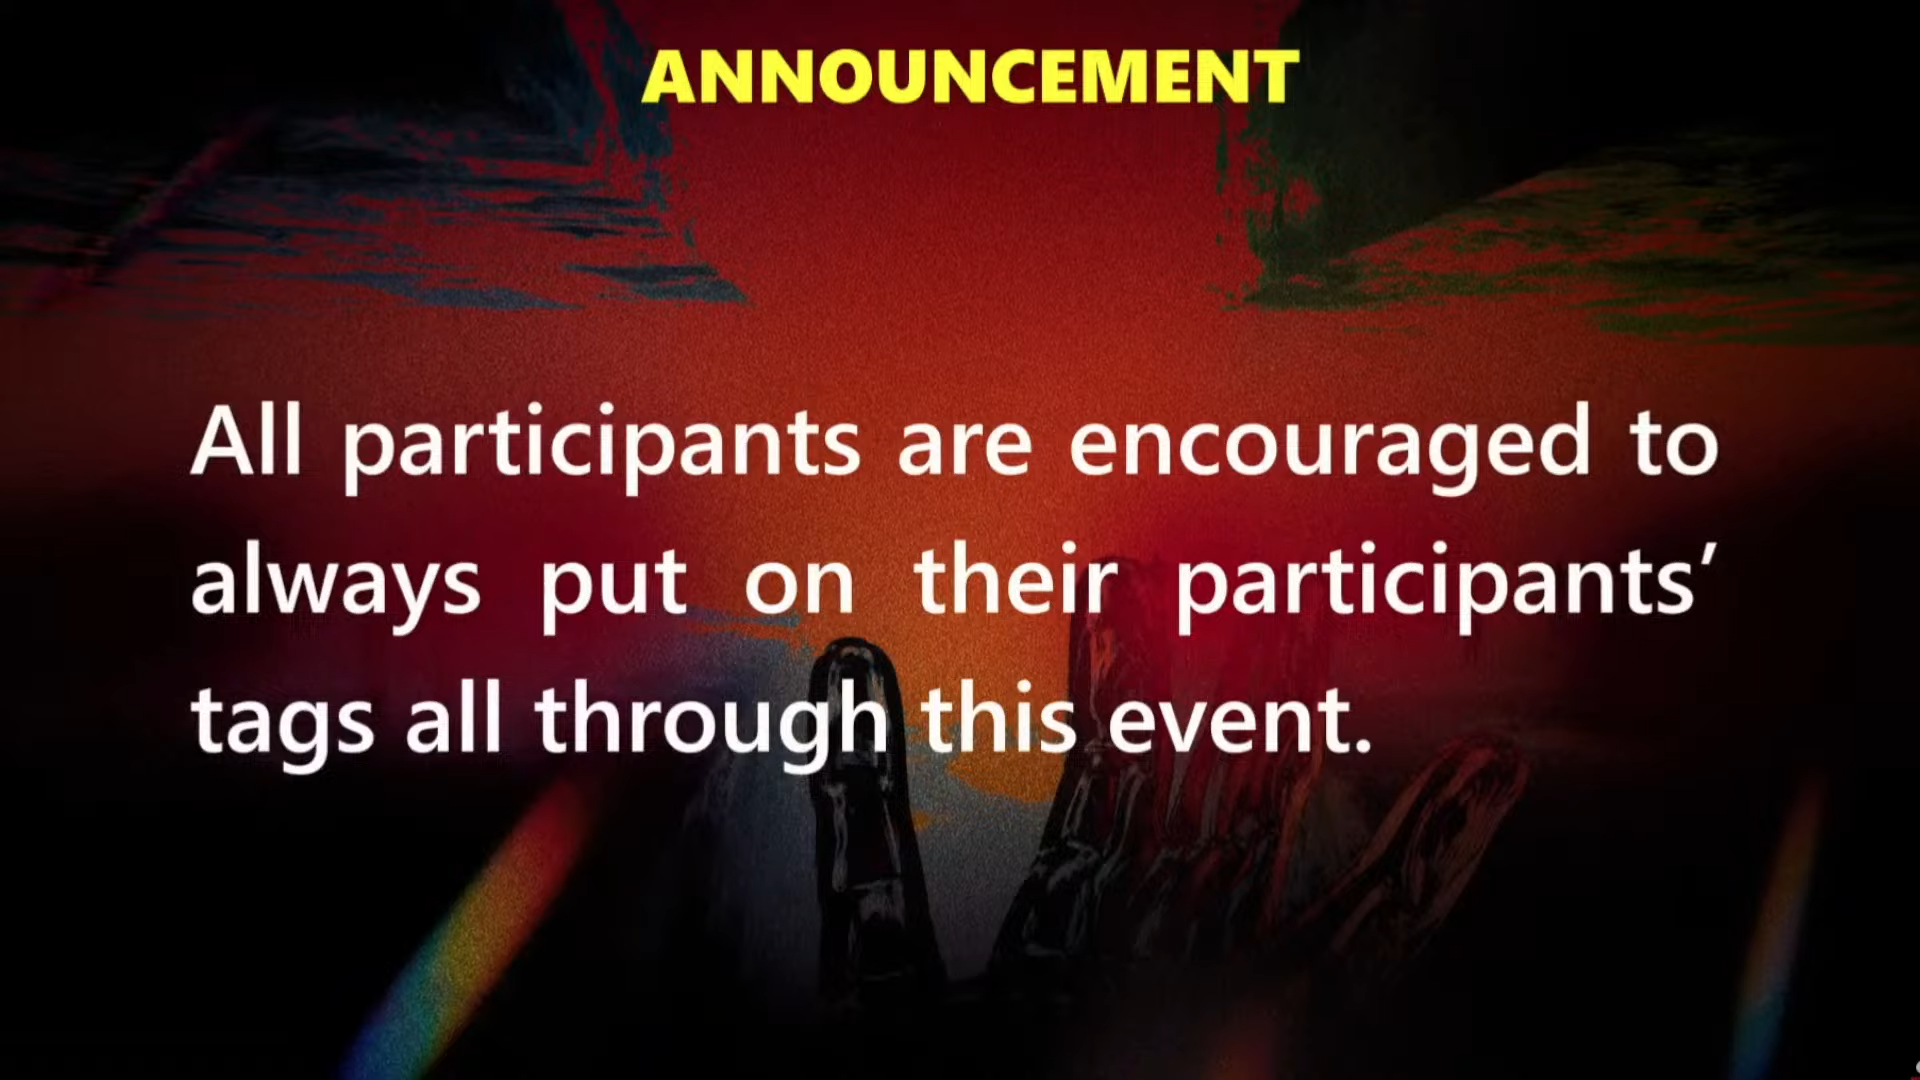 ANNOUNCEMENT
All participants are encouraged to
always put on their participants’
tags all through this event.